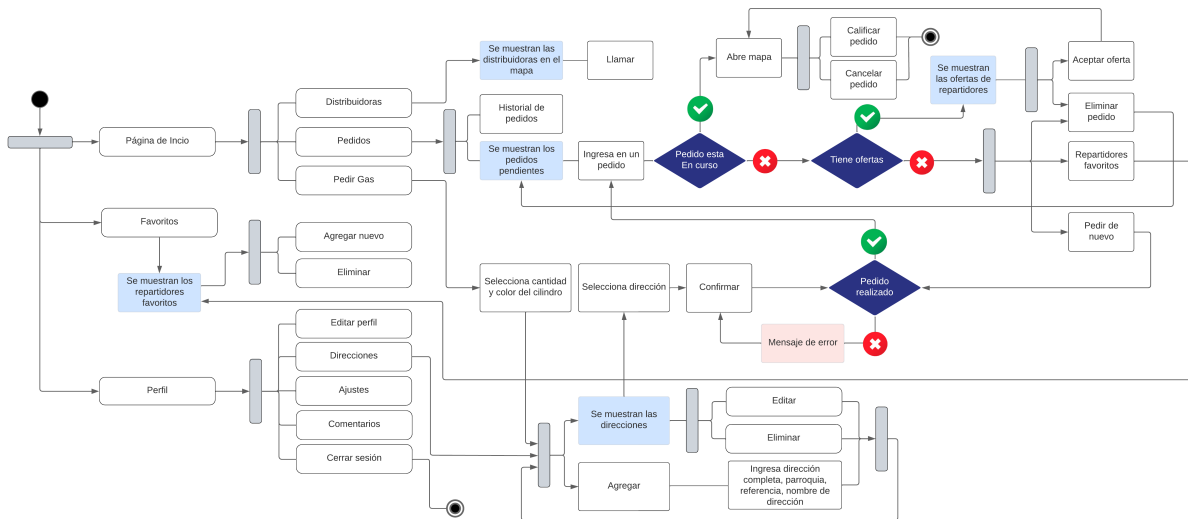 Se muestran las
distribuidoras en el
mapa
Llamar
Abre mapa
Calificar
pedido
Cancelar
pedido
Se muestran
las ofertas de
repartidores
Aceptar oferta
Eliminar
pedido
Distribuidoras
Historial de
pedidos
Página de Incio
Pedidos
Se muestran los
pedidos
pendientes
Ingresa en un
pedido
Pedido esta
En curso
Tiene ofertas
Repartidores
favoritos
Pedir Gas
Favoritos
Pedir de
nuevo
Agregar nuevo
Eliminar
Se muestran los
repartidores
favoritos
Selecciona cantidad
y color del cilindro
Selecciona dirección
Confirmar
Pedido
realizado
Mensaje de error
Editar perfil
Direcciones
Perfil
Ajustes
Comentarios
Cerrar sesión
Se muestran las
direcciones
Editar
Eliminar
Agregar
Ingresa dirección
completa, parroquia,
referencia, nombre de
dirección